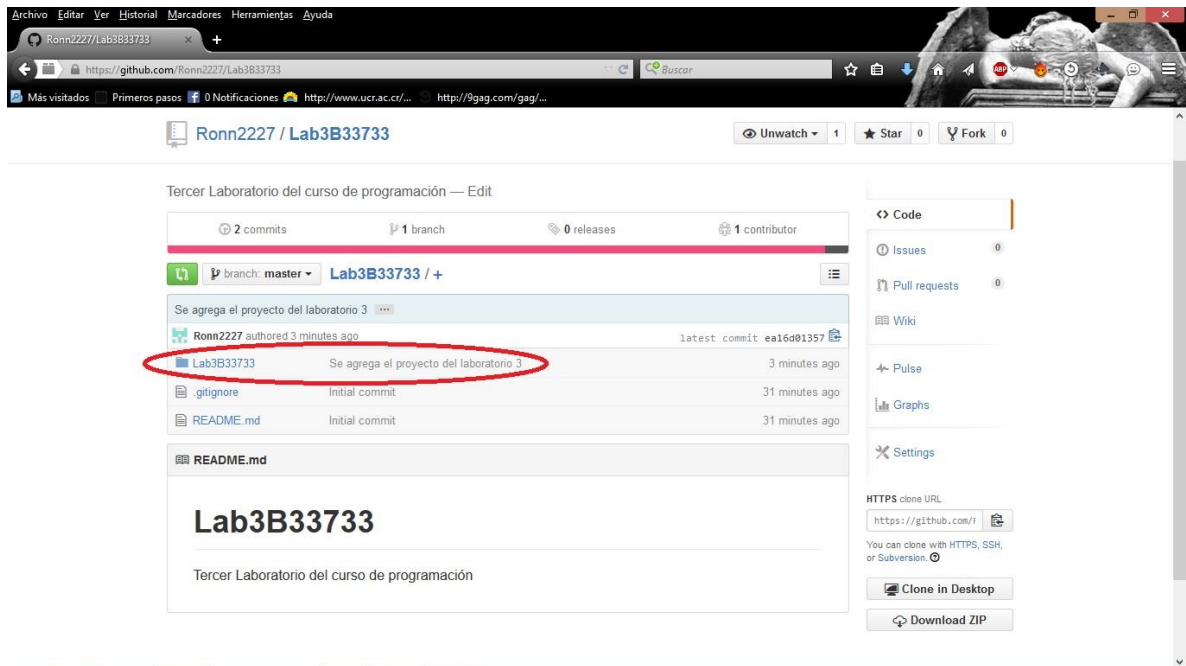 Archivo Editar Ver Historial Marcadores Herramientas Ayuda
Ronn2227/Lab3B33733 × +
https://github.com/Ronn2227/Lab3B33733 Buscar ABP
Más visitados Primeros pasos 0 Notificaciones http://www.ucr.ac.cr/... http://9gag.com/gag/...
Ronn2227 / Lab3B33733 Unwatch 1 Star 0 Fork 0
Tercer Laboratorio del curso de programación — Edit
2 commits 1 branch 0 releases 1 contributor
branch: master Lab3B33733 / +
Se agrega el proyecto del laboratorio 3 ...
Ronn2227 authored 3 minutes ago latest commit ea16d01357
Lab3B33733 Se agrega el proyecto del laboratorio 3 3 minutes ago
.gitignore Initial commit 31 minutes ago
README.md Initial commit 31 minutes ago
README.md
Lab3B33733
Tercer Laboratorio del curso de programación
Code
Issues 0
Pull requests 0
Wiki
Pulse
Graphs
Settings
HTTPS clone URL
https://github.com/
You can clone with HTTPS, SSH,
or Subversion.
Clone in Desktop
Download ZIP